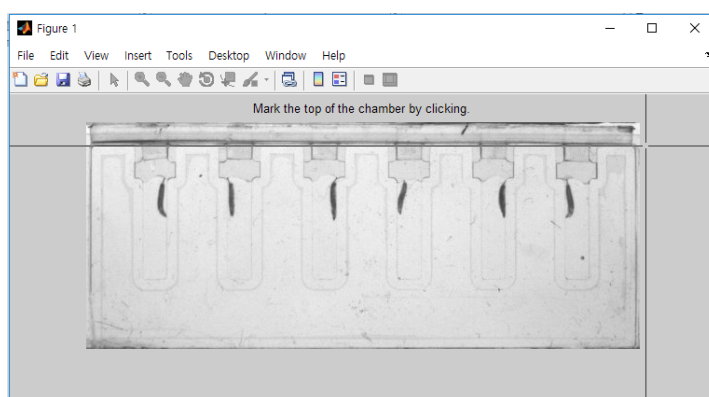 Figure 1
File Edit View Insert Tools Desktop Window Help
Mark the top of the chamber by clicking.